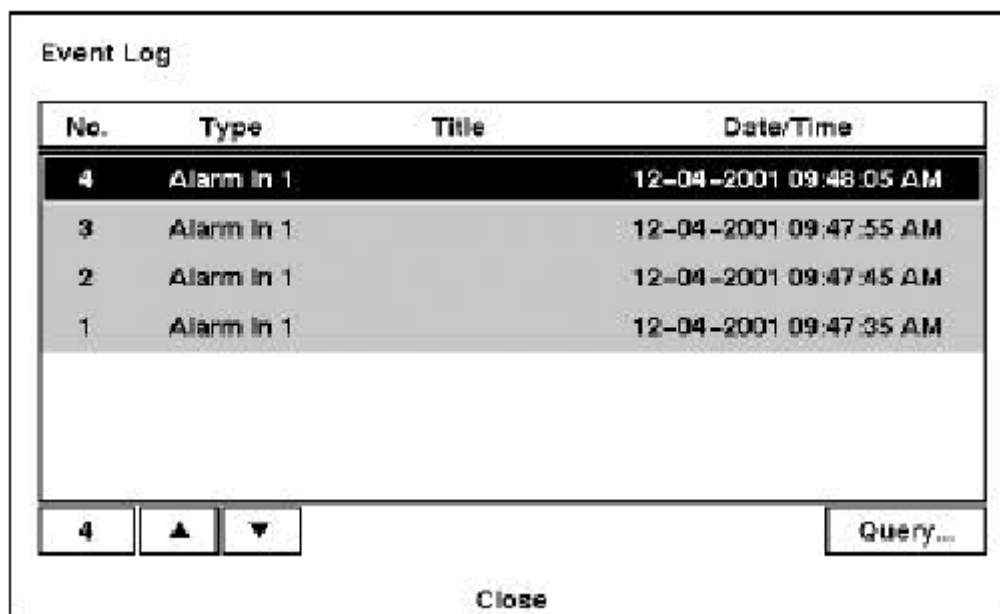 Event Log
No. Type Title Date/Time
4 Alarm In 1 12-04-2001 09:48:05 AM
3 Alarm In 1 12-04-2001 09:47:55 AM
2 Alarm In 1 12-04-2001 09:47:45 AM
1 Alarm In 1 12-04-2001 09:47:35 AM
4 ▲ ▼ Query...
Close